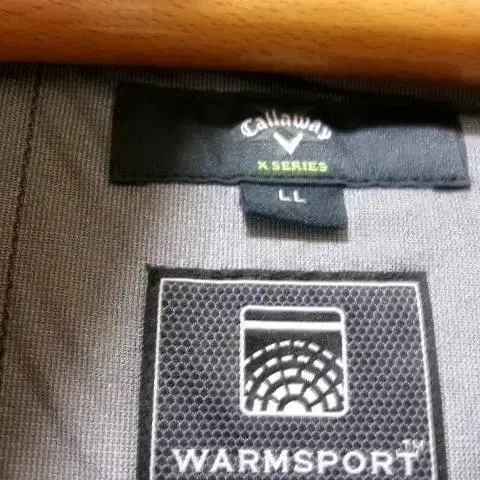 Callaway
X SERIES
LL
WARMSPORT™